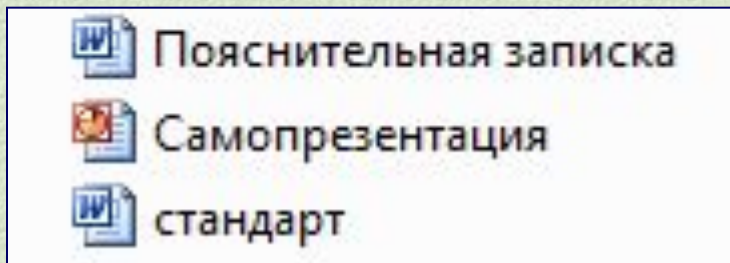 Пояснительная записка
Самопрезентация
стандарт